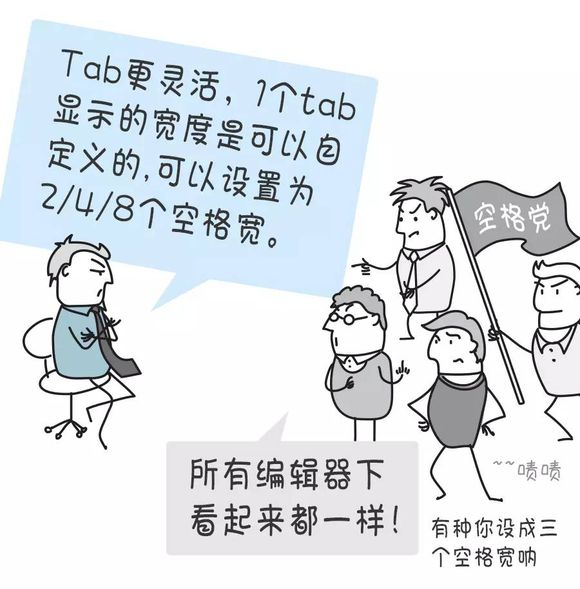 Tab更灵活，1个tab
显示的宽度是可以自
定义的,可以设置为
2/4/8个空格宽。
空格党
所有编辑器下
看起来都一样！
~~啧啧
有种你设成三
个空格宽呐